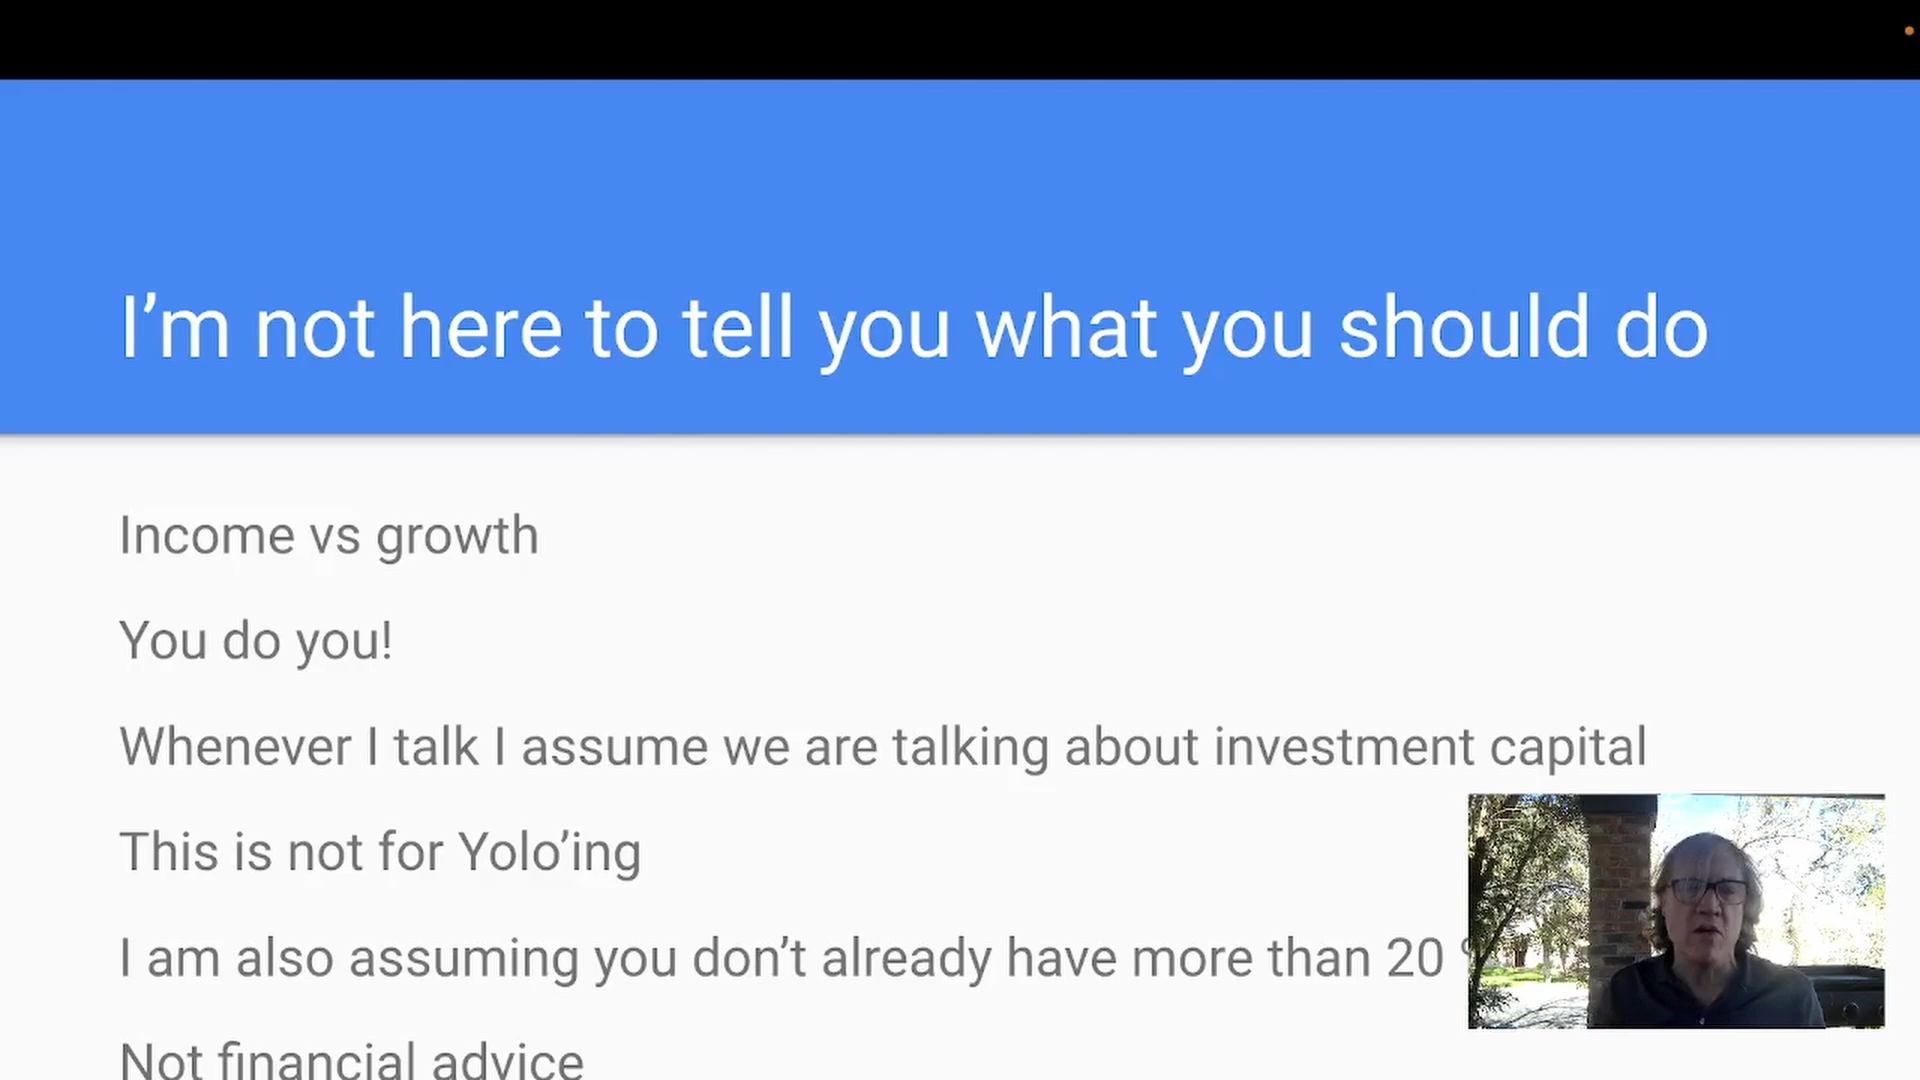 I’m not here to tell you what you should do
Income vs growth
You do you!
Whenever I talk I assume we are talking about investment capital
This is not for Yolo’ing
I am also assuming you don’t already have more than 20
Not financial advice